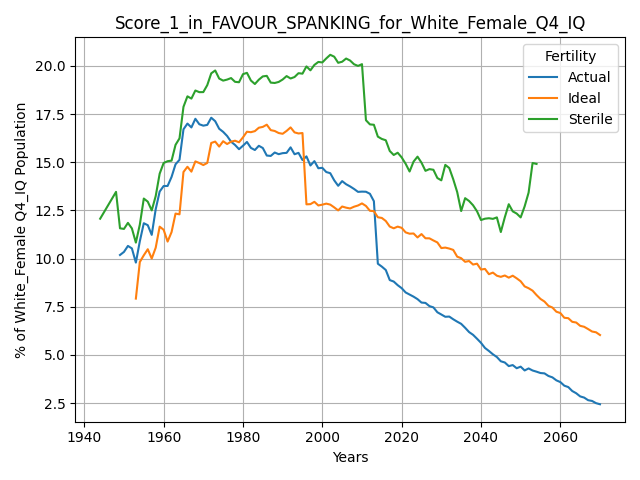 Score_1_in_FAVOUR_SPANKING_for_White_Female_Q4_IQ
Fertility
Actual
Ideal
Sterile
% of White_Female Q4_IQ Population
20.0
17.5
15.0
12.5
10.0
7.5
5.0
2.5
1940 1960 1980 2000 2020 2040 2060
Years